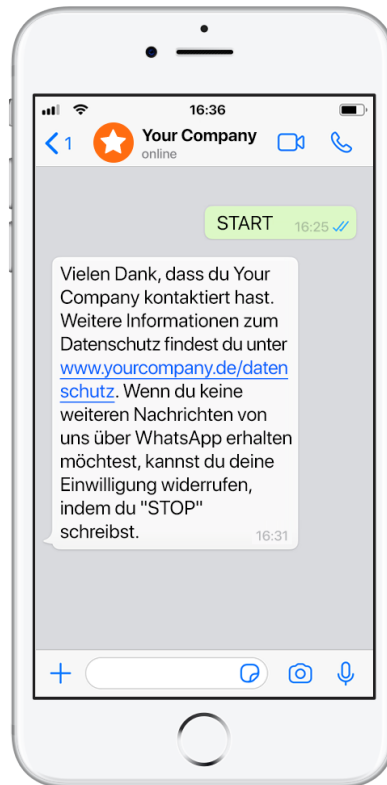 16:36
1
Your Company
online
START 16:25
Vielen Dank, dass du Your
Company kontaktiert hast.
Weitere Informationen zum
Datenschutz findest du unter
www.yourcompany.de/daten
schutz. Wenn du keine
weiteren Nachrichten von
uns über WhatsApp erhalten
möchtest, kannst du deine
Einwilligung widerrufen,
indem du "STOP"
schreibst. 16:31